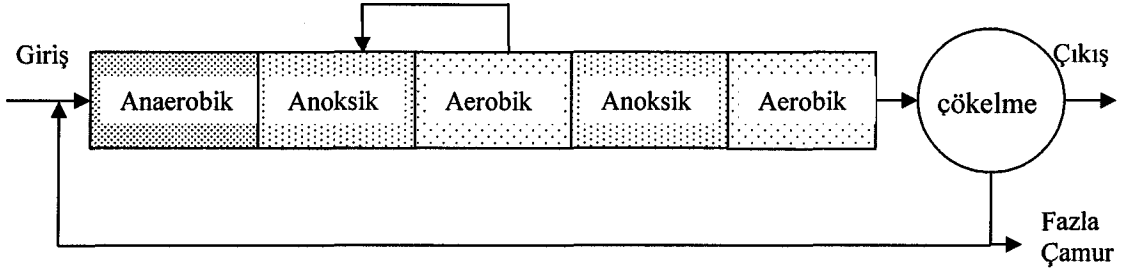 Giriş
Anaerobik
Anoksik
Aerobik
Anoksik
Aerobik
çökelme
Çıkış
Fazla
Çamur